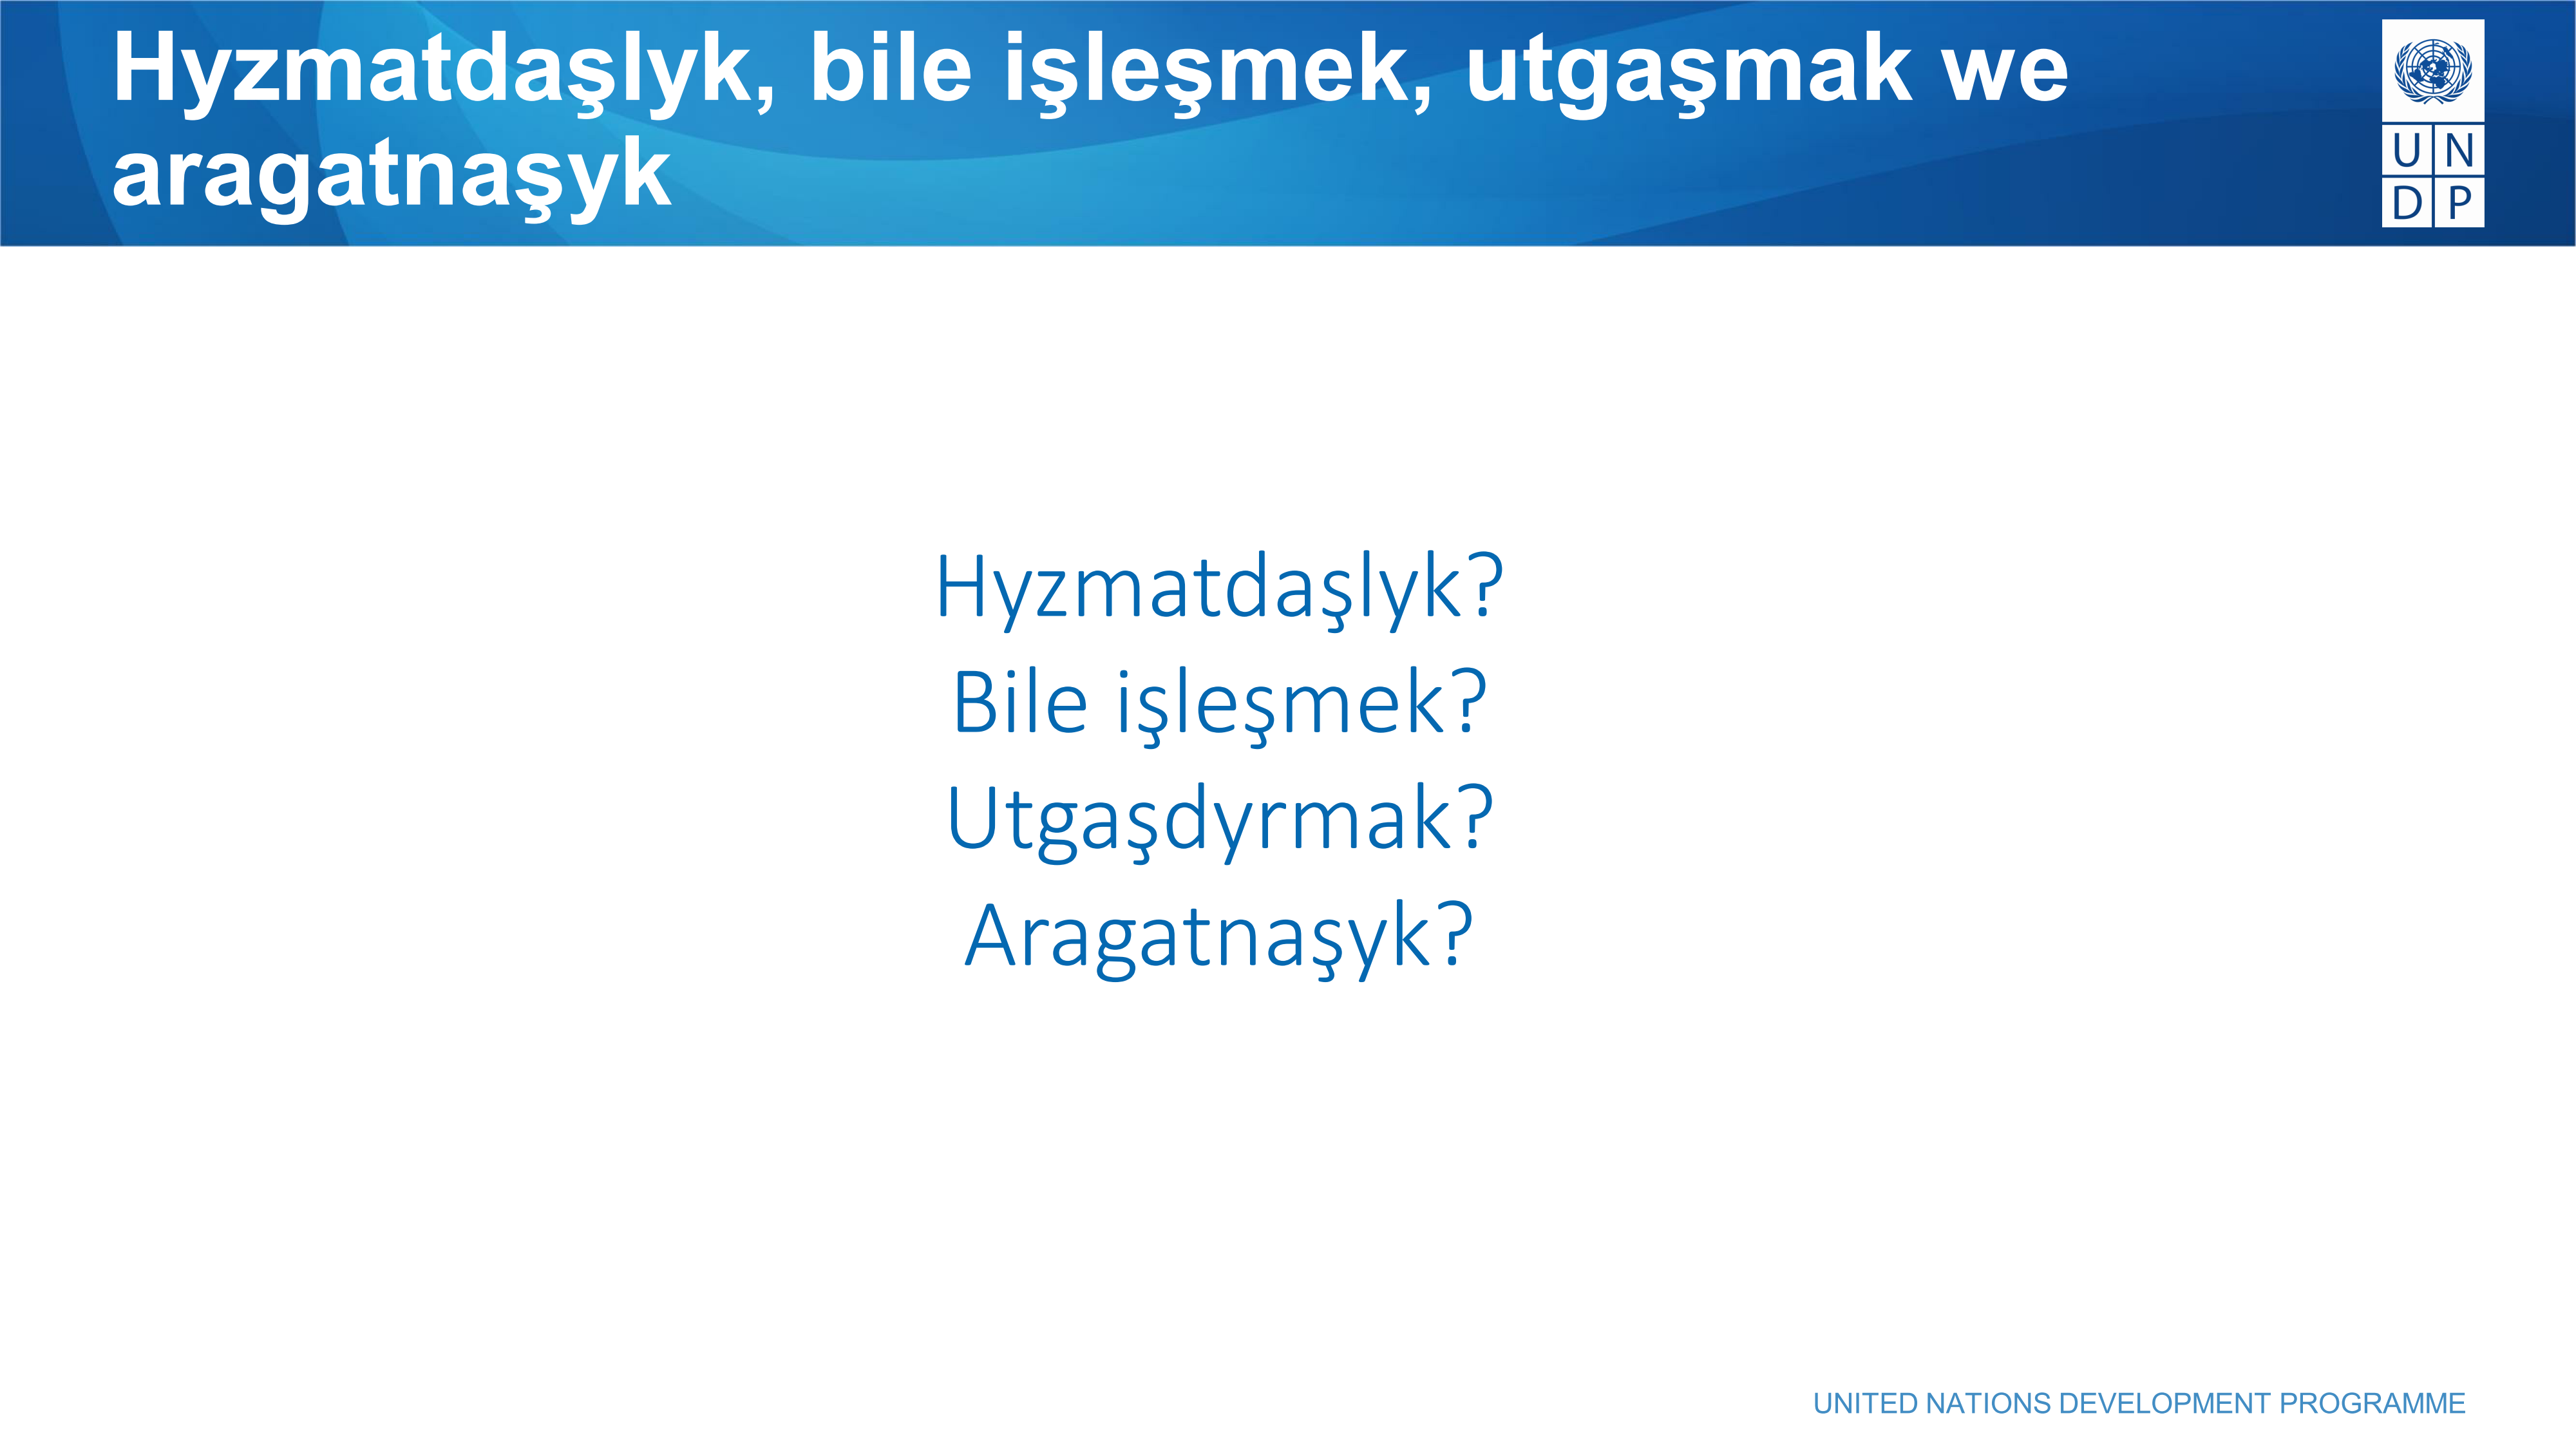 Hyzmatdaşlyk, bile işleşmek, utgaşmak we
aragatnaşyk
U N
D P
Hyzmatdaşlyk?
Bile işleşmek?
Utgaşdyrmak?
Aragatnaşyk?
UNITED NATIONS DEVELOPMENT PROGRAMME